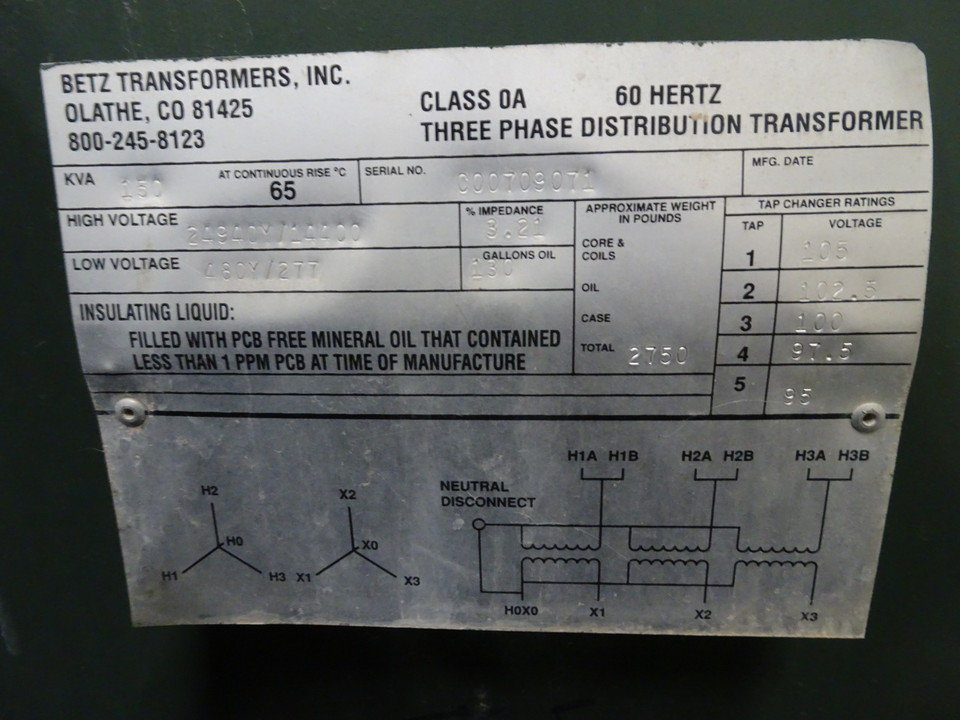 BETZ TRANSFORMERS, INC.
OLATHE, CO 81425
800-245-8123
CLASS OA 60 HERTZ
THREE PHASE DISTRIBUTION TRANSFORMER
KVA 150 AT CONTINUOUS RISE °C 65
SERIAL NO. C00709071
MFG. DATE
HIGH VOLTAGE 24940Y/14400
% IMPEDANCE 3.21
LOW VOLTAGE 480Y/277
GALLONS OIL 130
INSULATING LIQUID:
FILLED WITH PCB FREE MINERAL OIL THAT CONTAINED
LESS THAN 1 PPM PCB AT TIME OF MANUFACTURE
APPROXIMATE WEIGHT
IN POUNDS
CORE &
COILS
OIL
CASE
TOTAL 2750
TAP CHANGER RATINGS
TAP VOLTAGE
1 105
2 102.5
3 100
4 97.5
5 95
H2
H0
H1 H3
X2
X0
X1 X3
NEUTRAL
DISCONNECT
H1A H1B H2A H2B H3A H3B
H0X0 X1 X2 X3